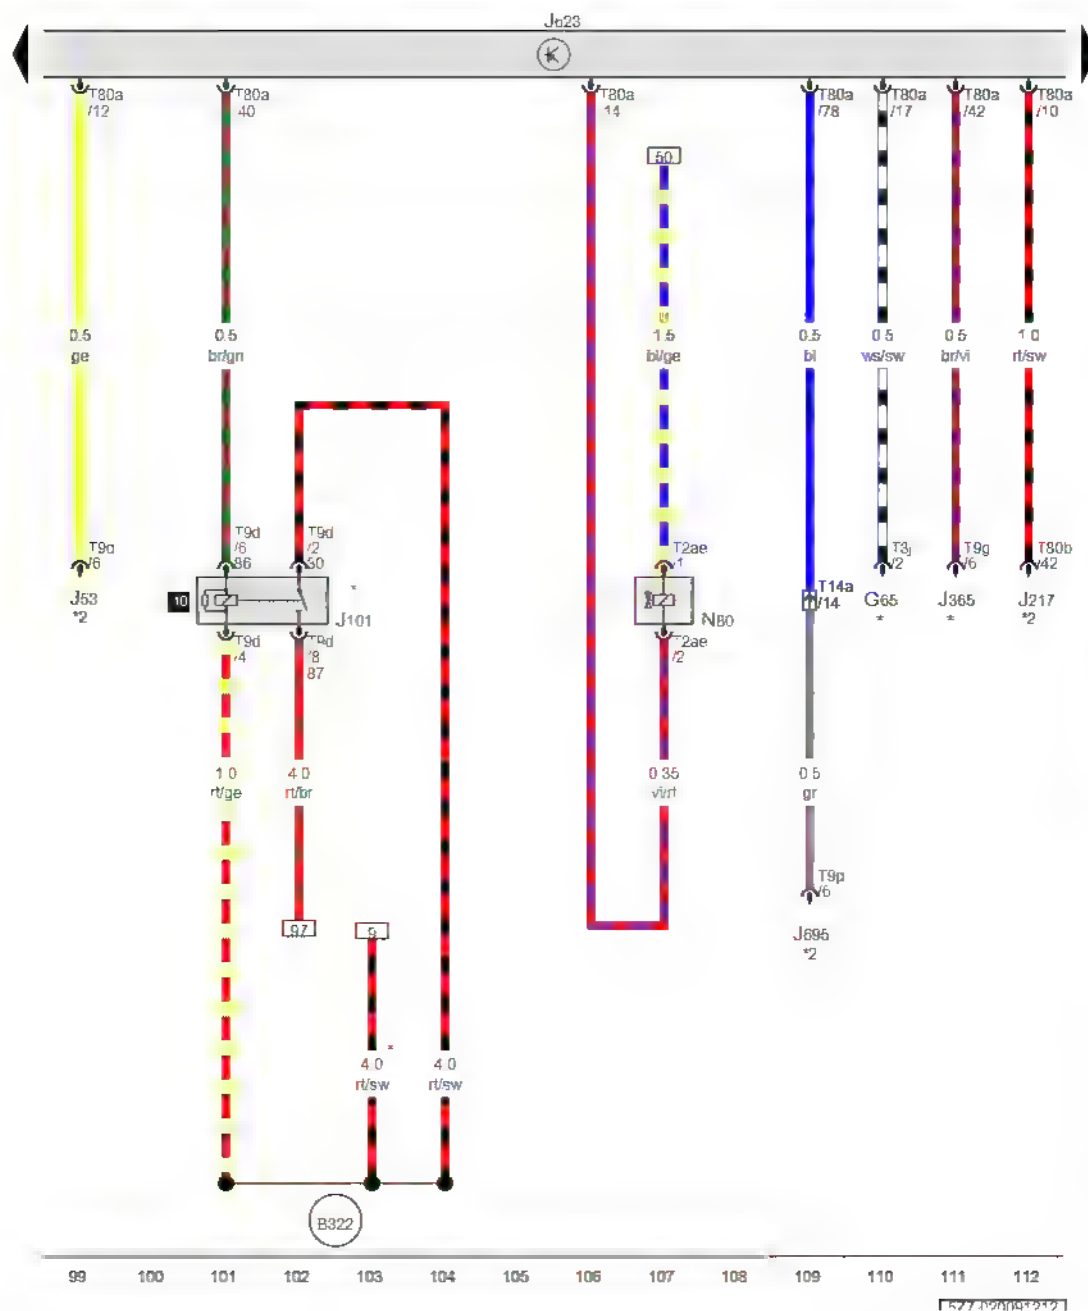 J623
K
T80a T80a T80a T80a T80a T80a T80a
/12 40 14 /78 /17 /42 /10
50
0.5 0.5 1.5 0.5 0.5 0.5 1.0
ge br/gn bl/ge bl ws/sw br/vi rt/sw
T9d T9d T2ae T3j T9g T80b
/6 /6 /2 /1 /2 /6 /42
86 30
J53 T14a G65 J365 J217
*2 10 * J101 N80 /14 * * *2
T9d T9d T2ae
/4 /8 /2
87
1.0 4.0 0.35 0.5
rt/ge rt/br vi/rt gr
T9p
/6
97 9 J695
*2
*
4.0 4.0
rt/sw rt/sw
B322
99 100 101 102 103 104 105 106 107 108 109 110 111 112